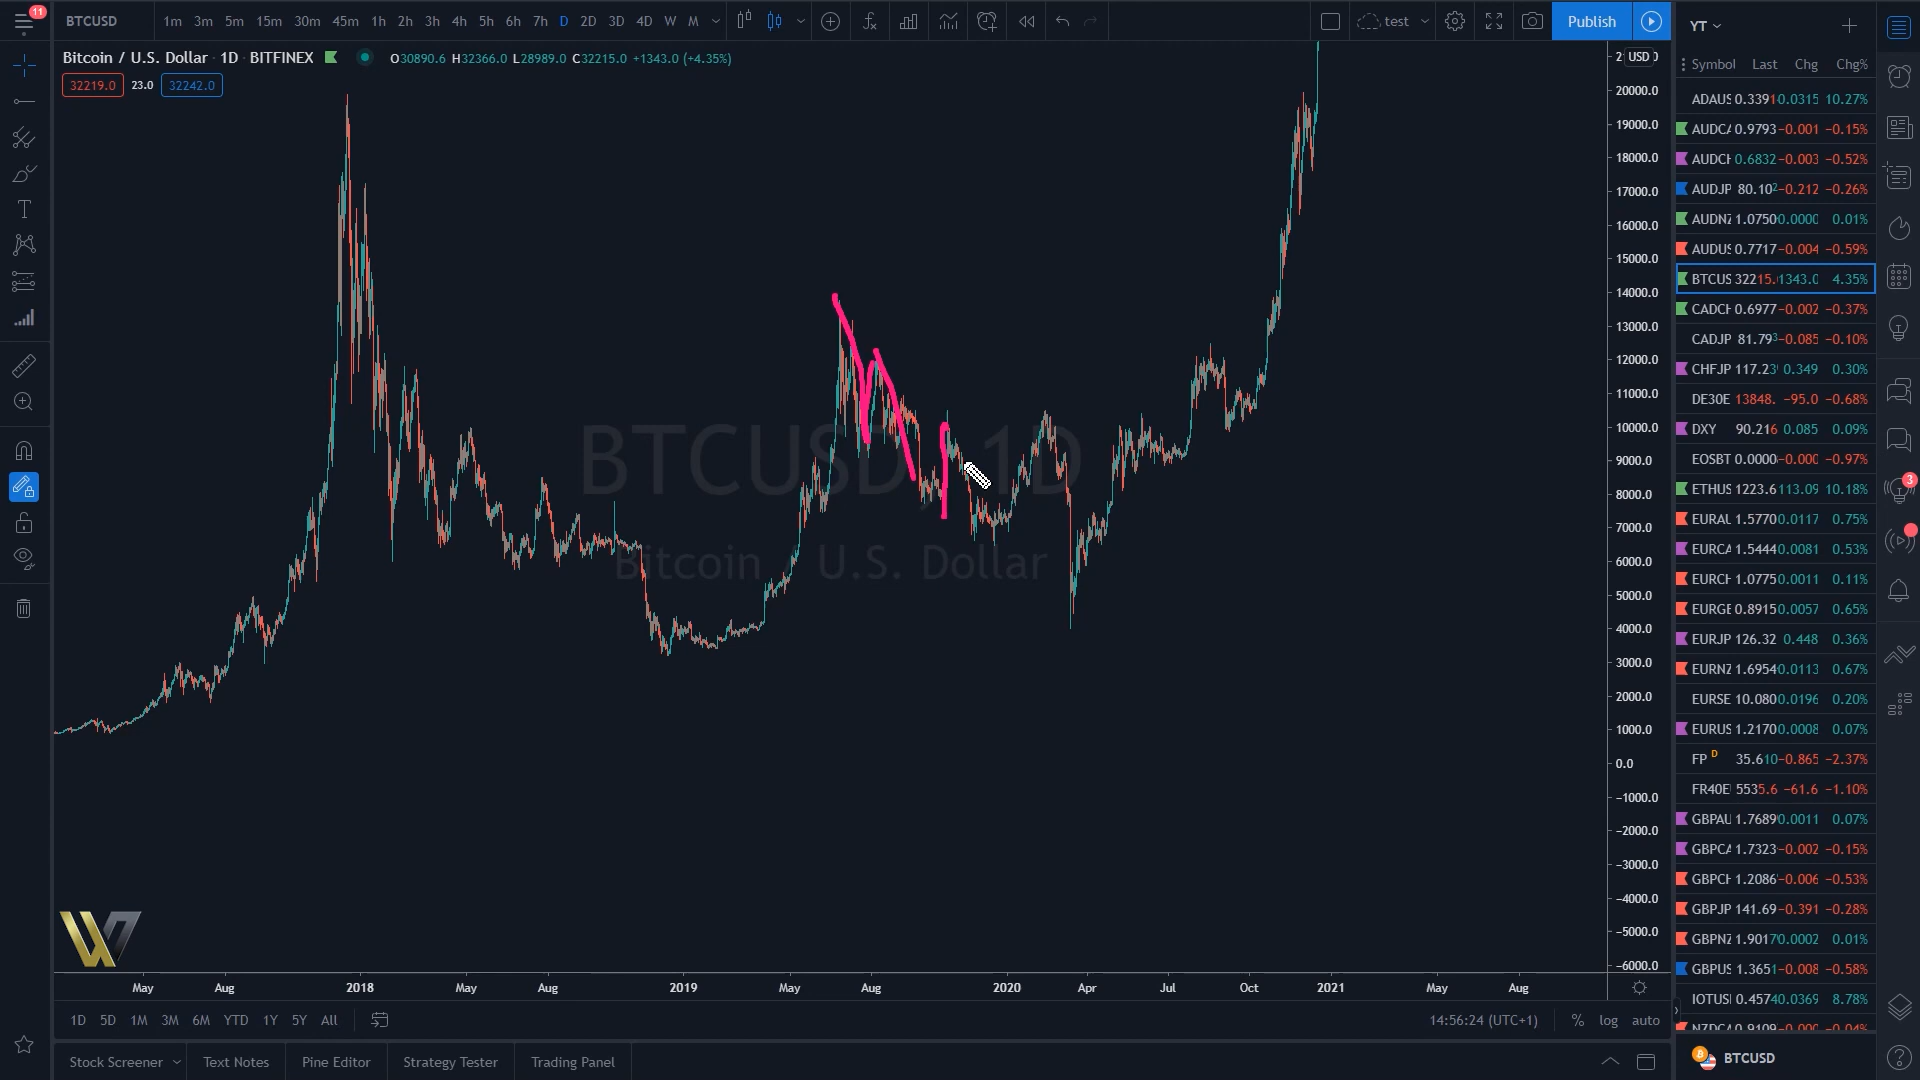 11
BTCUSD
1m 3m 5m 15m 30m 45m 1h 2h 3h 4h 5h 6h 7h D 2D 3D 4D W M
test
Publish
YT
Bitcoin / U.S. Dollar · 1D · BITFINEX
O30890.6 H32366.0 L28989.0 C32215.0 +1343.0 (+4.35%)
32219.0 23.0 32242.0
USD
20000.0
19000.0
18000.0
17000.0
16000.0
15000.0
14000.0
13000.0
12000.0
11000.0
10000.0
9000.0
8000.0
7000.0
6000.0
5000.0
4000.0
3000.0
2000.0
1000.0
0.0
−1000.0
−2000.0
−3000.0
−4000.0
−5000.0
−6000.0
BTCUSD, 1D
Bitcoin / U.S. Dollar
May Aug 2018 May Aug 2019 May Aug 2020 Apr Jul Oct 2021 May Aug
1D 5D 1M 3M 6M YTD 1Y 5Y All
14:56:24 (UTC+1) % log auto
Stock Screener Text Notes Pine Editor Strategy Tester Trading Panel
Symbol Last Chg Chg%
ADAUS 0.3391 0.0315 10.27%
AUDCA 0.9793 −0.001 −0.15%
AUDCH 0.6832 −0.003 −0.52%
AUDJP 80.102 −0.212 −0.26%
AUDNZ 1.0750 0.0000 0.01%
AUDUS 0.7717 −0.004 −0.59%
BTCUS 32215. 1343.0 4.35%
CADCH 0.6977 −0.002 −0.37%
CADJP 81.793 −0.085 −0.10%
CHFJP 117.23 0.349 0.30%
DE30E 13848. −95.0 −0.68%
DXY 90.216 0.085 0.09%
EOSBT 0.0000 −0.000 −0.97%
ETHUS 1223.6 113.09 10.18%
EURAU 1.5770 0.0117 0.75%
EURCA 1.5444 0.0081 0.53%
EURCH 1.0775 0.0011 0.11%
EURGE 0.8915 0.0057 0.65%
EURJP 126.32 0.448 0.36%
EURNZ 1.6954 0.0113 0.67%
EURSE 10.080 0.0196 0.20%
EURUS 1.2170 0.0008 0.07%
FP D 35.610 −0.865 −2.37%
FR40E 5535.6 −61.6 −1.10%
GBPAU 1.7689 0.0011 0.07%
GBPCA 1.7323 −0.002 −0.15%
GBPCH 1.2086 −0.006 −0.53%
GBPJP 141.69 −0.391 −0.28%
GBPNZ 1.9017 0.0002 0.01%
GBPUS 1.3651 −0.008 −0.58%
IOTUS 0.4574 0.0369 8.78%
NZDCA 0.9109 −0.000 −0.04%
BTCUSD
3